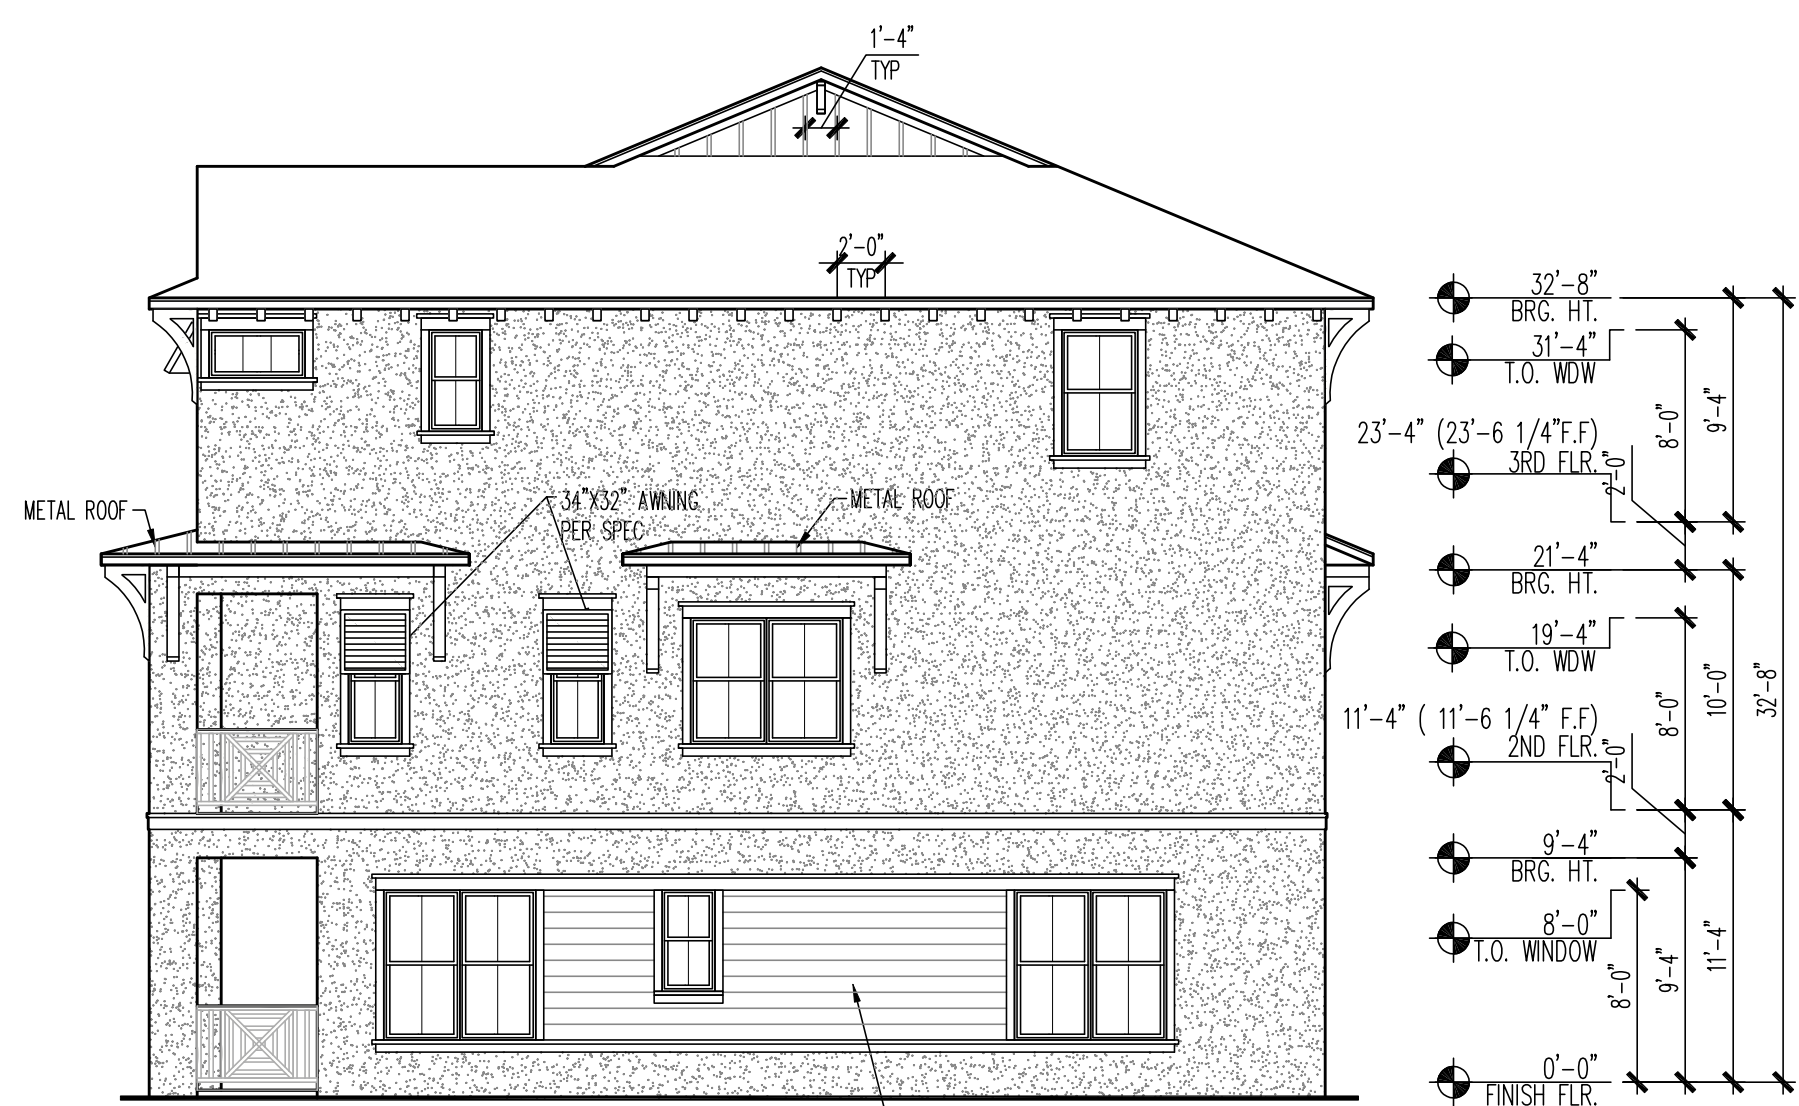 1'-4"
TYP
2'-0"
TYP
32'-8"
BRG. HT.
31'-4"
T.O. WDW
8'-0"
9'-4"
23'-4" (23'-6 1/4"F.F)
3RD FLR.
2'-0"
METAL ROOF
34"X32" AWNING
PER SPEC
METAL ROOF
21'-4"
BRG. HT.
19'-4"
T.O. WDW
10'-0"
32'-8"
11'-4" ( 11'-6 1/4" F.F)
2ND FLR.
8'-0"
2'-0"
9'-4"
BRG. HT.
8'-0"
T.O. WINDOW
8'-0"
9'-4"
11'-4"
0'-0"
FINISH FLR.